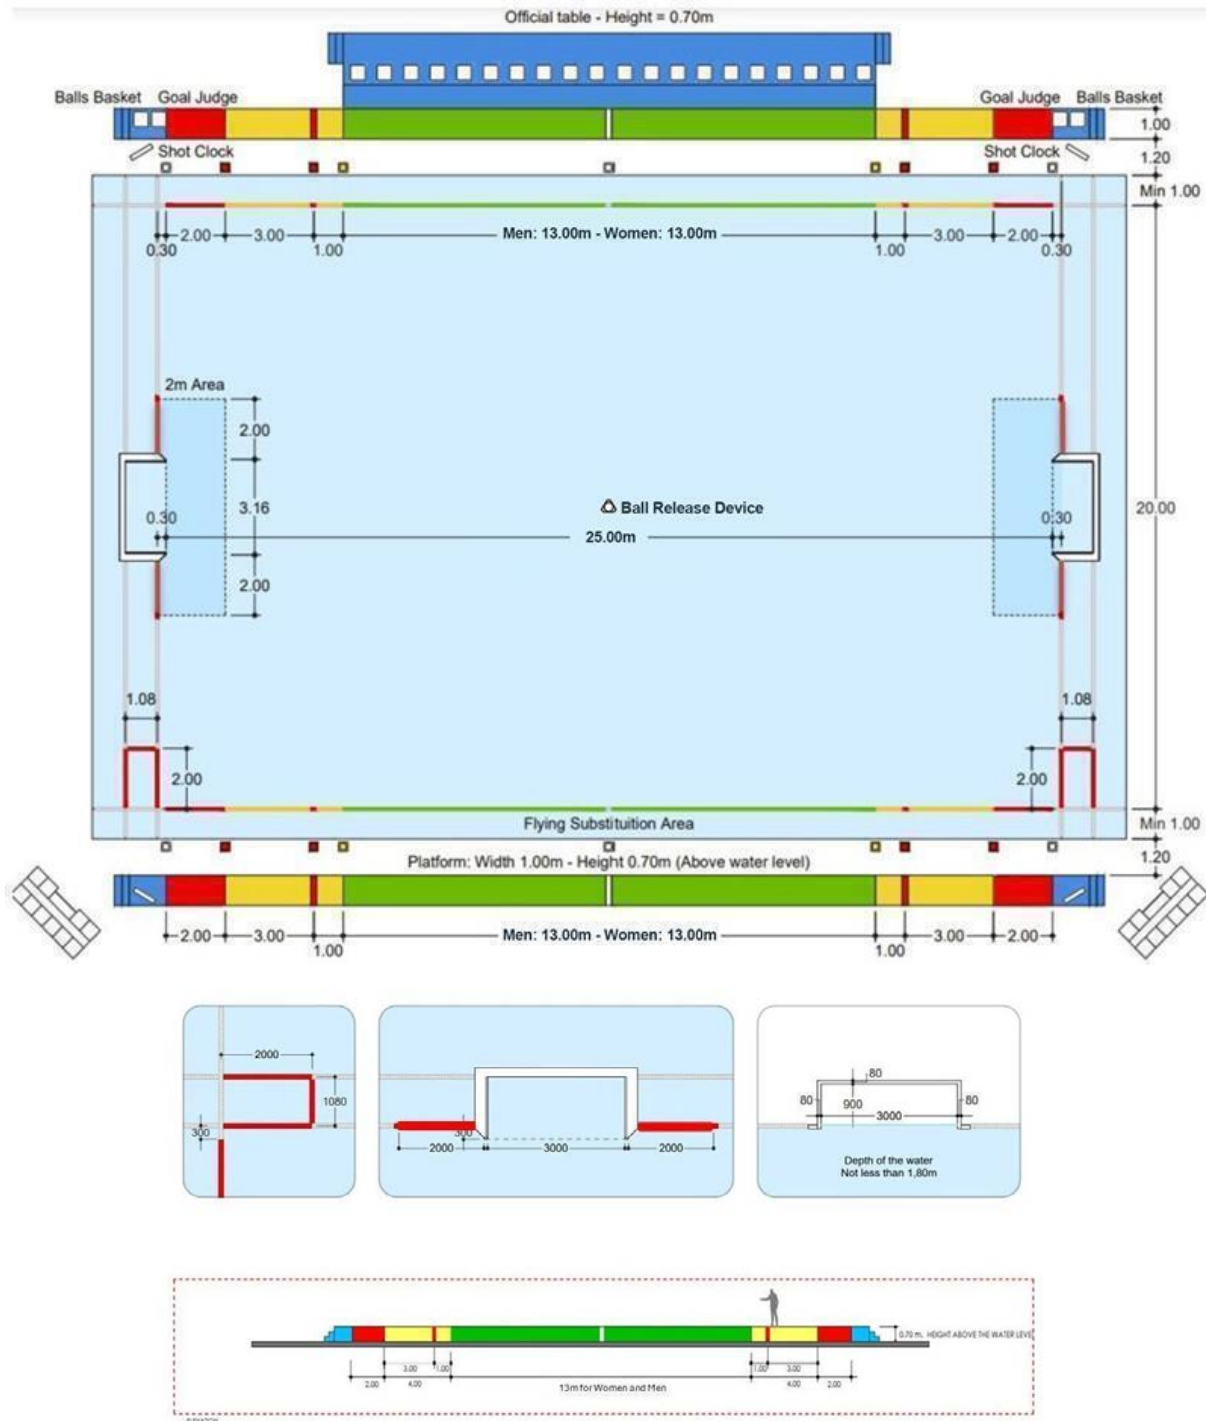 Official table - Height = 0.70m
Balls Basket Goal Judge Goal Judge Balls Basket
1.00
Shot Clock Shot Clock
1.20
Min 1.00
2.00 3.00 Men: 13.00m - Women: 13.00m 3.00 2.00
0.30 1.00 1.00 0.30
2m Area
2.00
3.16 Ball Release Device 20.00
0.30 0.30
25.00m
2.00
1.08 1.08
2.00 2.00
Flying Substituition Area Min 1.00
Platform: Width 1.00m - Height 0.70m (Above water level) 1.20
2.00 3.00 Men: 13.00m - Women: 13.00m 3.00 2.00
1.00 1.00
2000
1080
300
300
2000 3000 2000
80
80 900 80
3000
Depth of the water
Not less than 1,80m
0.70 m. HEIGHT ABOVE THE WATER LEVE
3.00 1.00 1.00 3.00
2.00 4.00 13m for Women and Men 4.00 2.00